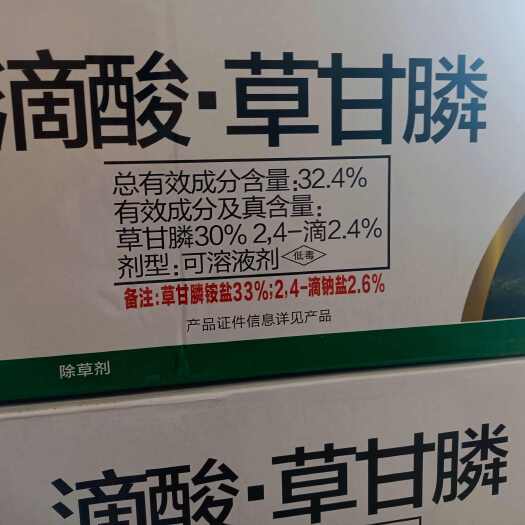 滴酸·草甘膦
总有效成分含量:32.4%
有效成分及真含量:
草甘膦30% 2,4-滴2.4%
剂型:可溶液剂 低毒
备注:草甘膦铵盐33%;2,4-滴钠盐2.6%
产品证件信息详见产品
除草剂
滴酸·草甘膦